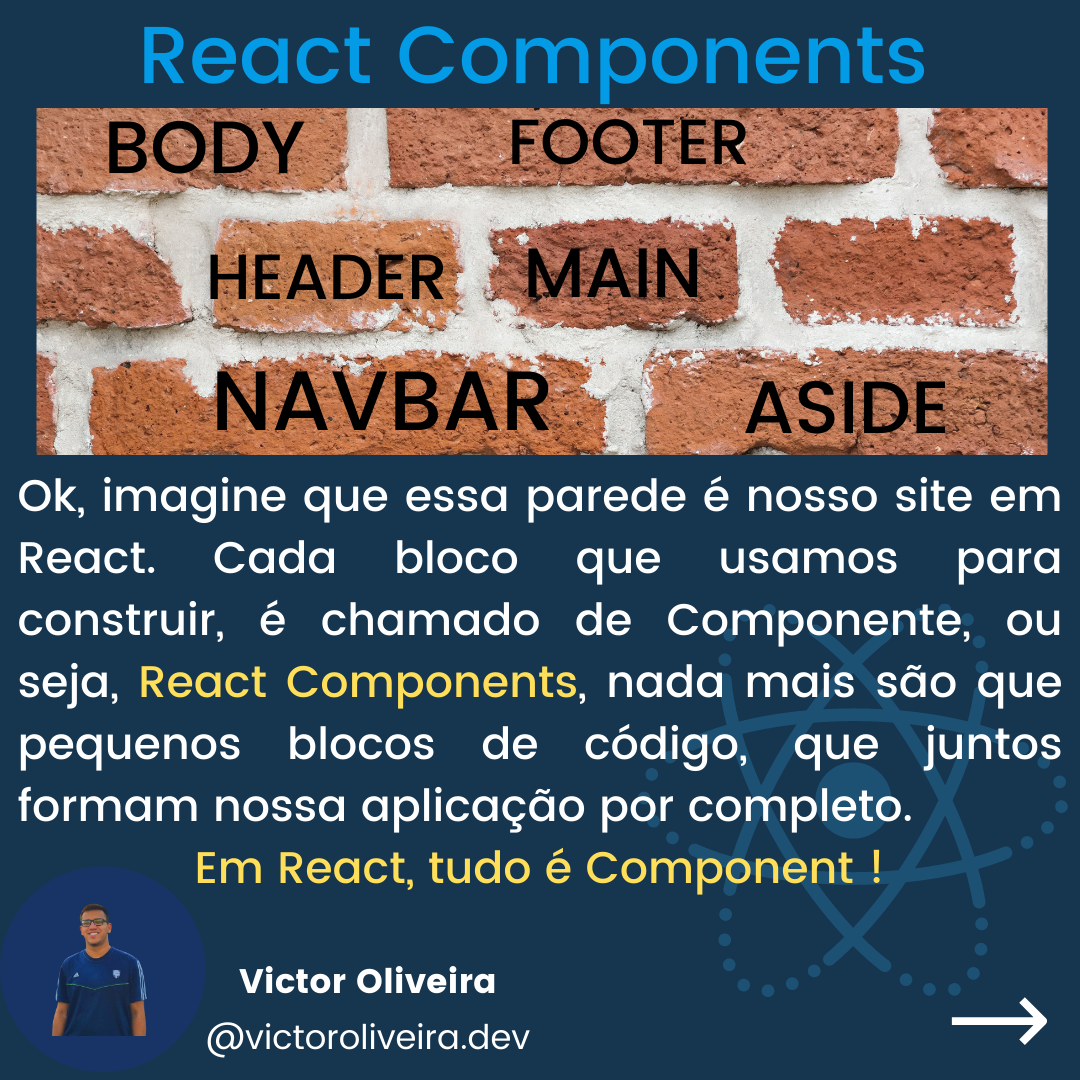 React Components
BODY
FOOTER
HEADER
MAIN
NAVBAR
ASIDE
Ok, imagine que essa parede é nosso site em
React. Cada bloco que usamos para
construir, é chamado de Componente, ou
seja, React Components, nada mais são que
pequenos blocos de código, que juntos
formam nossa aplicação por completo.
Em React, tudo é Component !
Victor Oliveira
@victoroliveira.dev